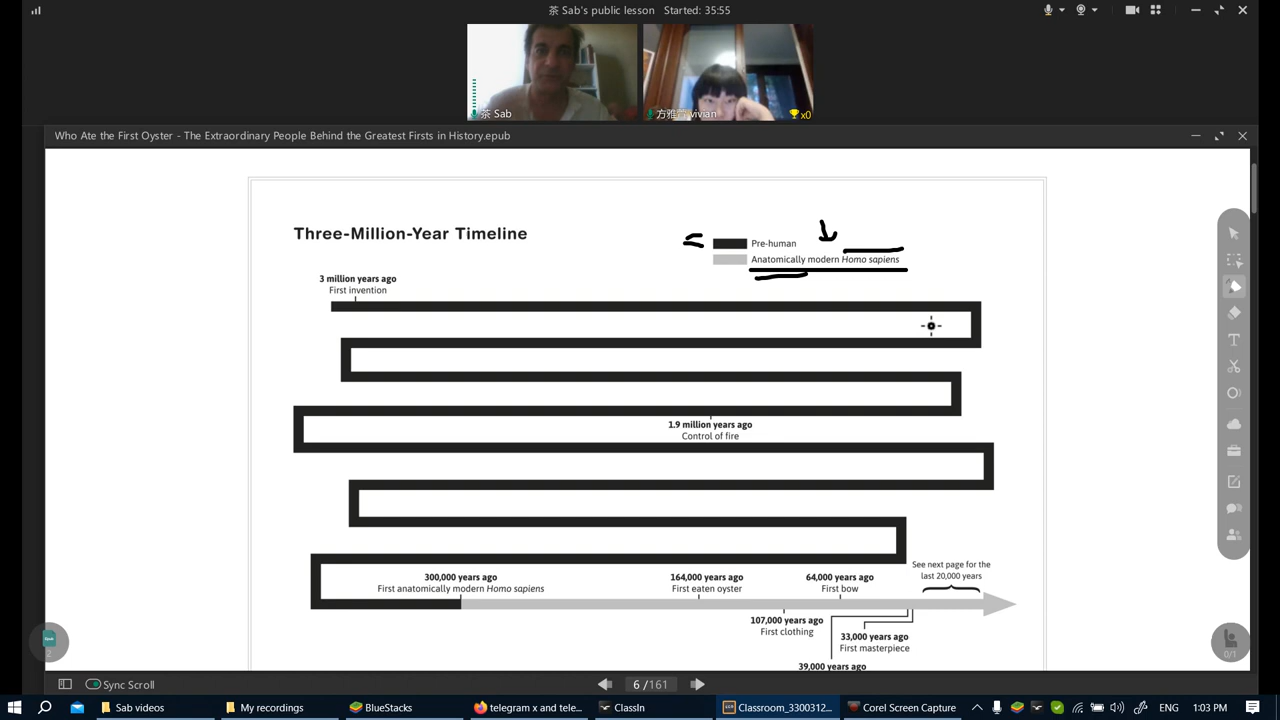 茶 Sab's public lesson Started: 35:55
茶 Sab
vivian
x0
Who Ate the First Oyster - The Extraordinary People Behind the Greatest Firsts in History.epub
Three-Million-Year Timeline
Pre-human
Anatomically modern Homo sapiens
3 million years ago
First invention
1.9 million years ago
Control of fire
See next page for the
last 20,000 years
300,000 years ago
First anatomically modern Homo sapiens
164,000 years ago
First eaten oyster
64,000 years ago
First bow
107,000 years ago
First clothing
33,000 years ago
First masterpiece
39,000 years ago
2
0/1
Sync Scroll
6 /161
Sab videos
My recordings
BlueStacks
telegram x and tele...
ClassIn
Classroom_3300312...
Corel Screen Capture
ENG
1:03 PM